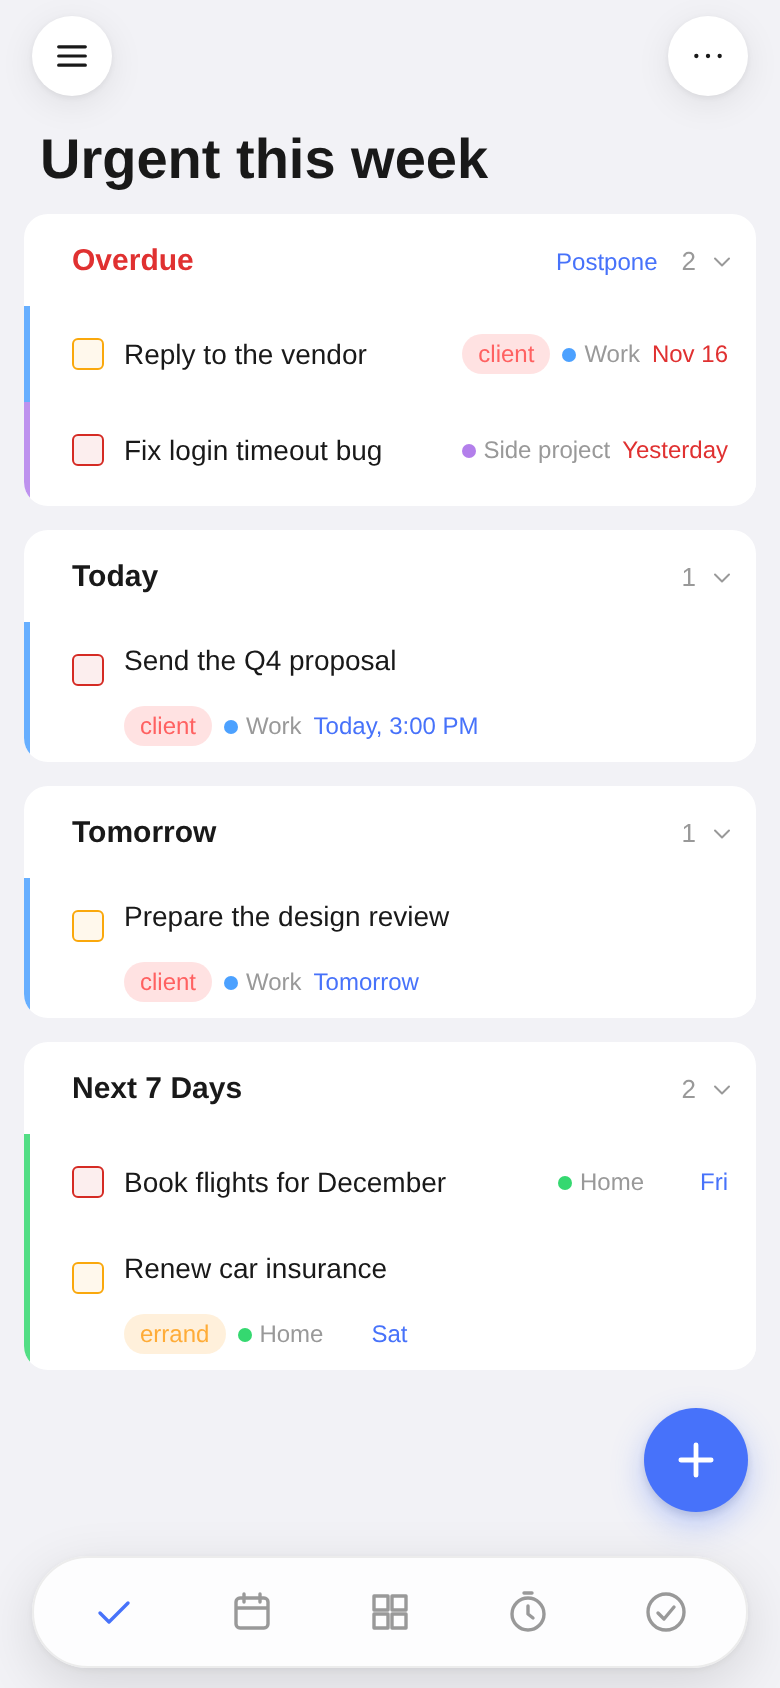 Urgent this week
Overdue Postpone 2
Reply to the vendor client Work Nov 16
Fix login timeout bug Side project Yesterday
Today 1
Send the Q4 proposal
client Work Today, 3:00 PM
Tomorrow 1
Prepare the design review
client Work Tomorrow
Next 7 Days 2
Book flights for December Home Fri
Renew car insurance
errand Home Sat